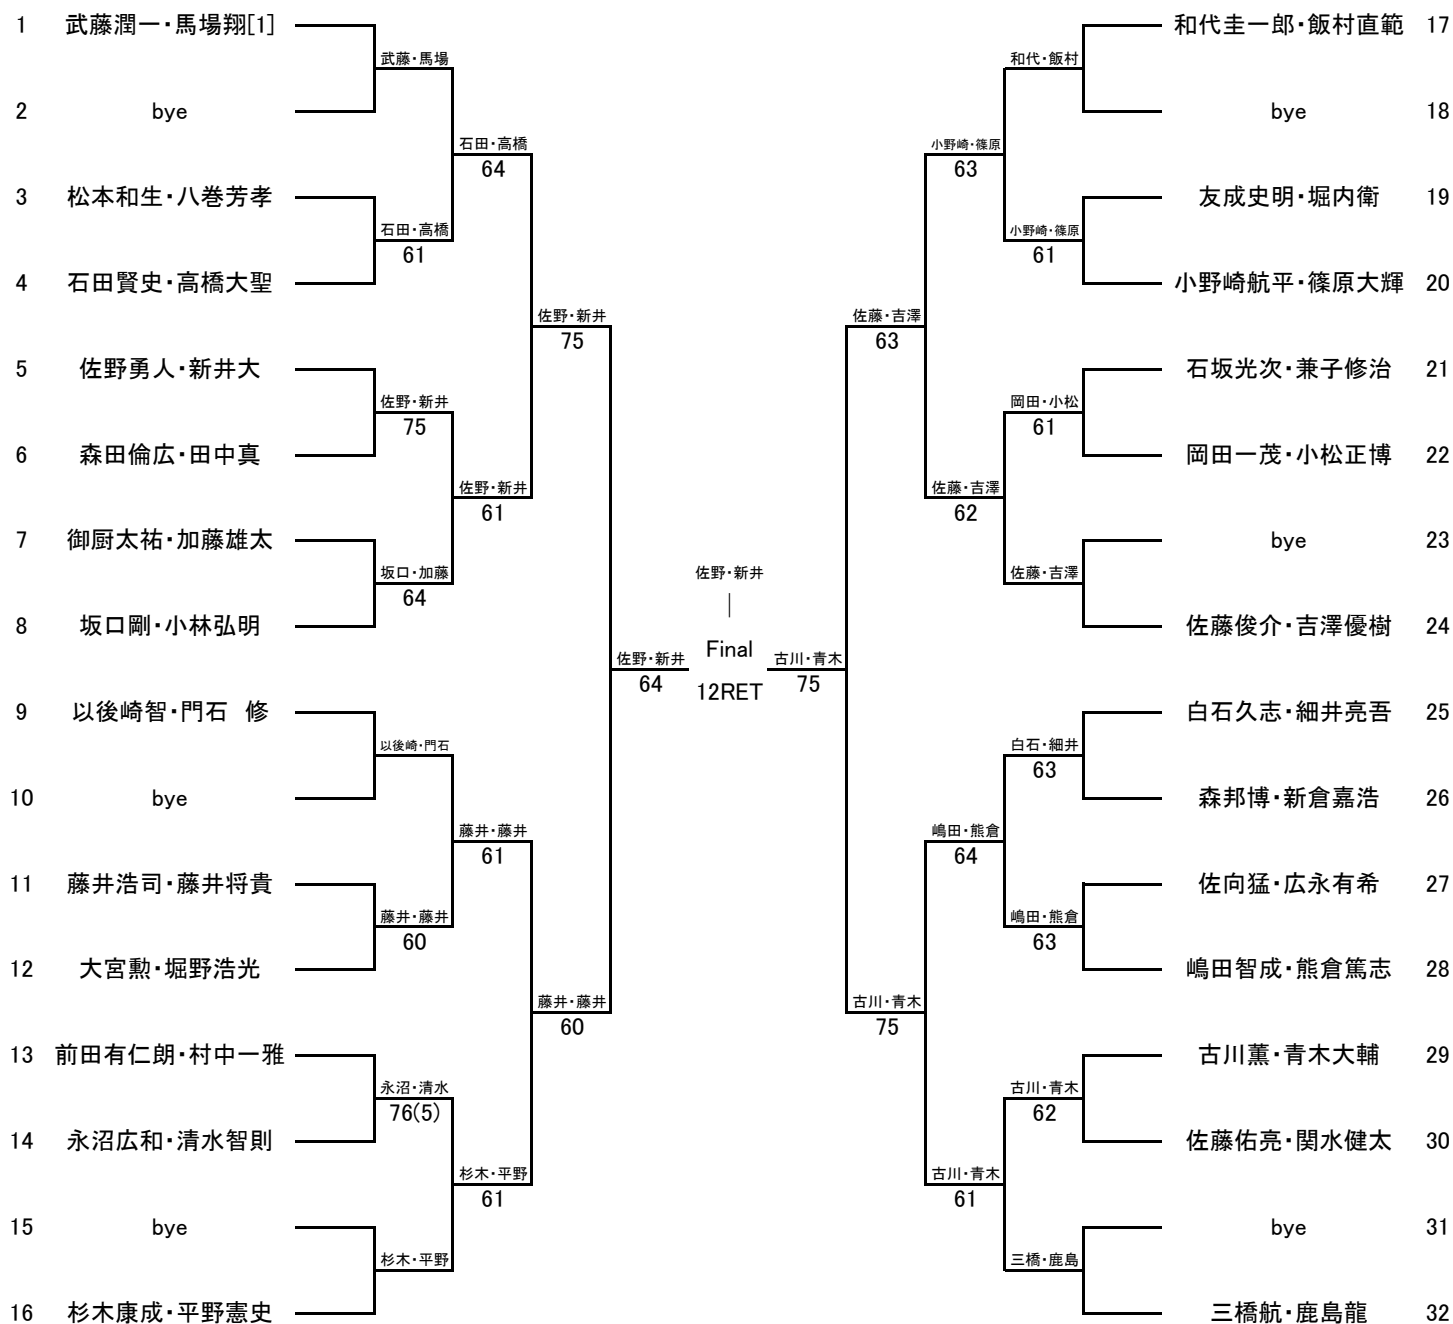 1 武藤潤一・馬場翔[1]
2 bye
3 松本和生・八巻芳孝
4 石田賢史・高橋大聖
5 佐野勇人・新井大
6 森田倫広・田中真
7 御厨太祐・加藤雄太
8 坂口剛・小林弘明
9 以後崎智・門石　修
10 bye
11 藤井浩司・藤井将貴
12 大宮勲・堀野浩光
13 前田有仁朗・村中一雅
14 永沼広和・清水智則
15 bye
16 杉木康成・平野憲史
武藤・馬場
石田・高橋
61
佐野・新井
75
坂口・加藤
64
以後崎・門石
藤井・藤井
60
永沼・清水
76(5)
杉木・平野
石田・高橋
64
佐野・新井
61
藤井・藤井
61
杉木・平野
61
佐野・新井
75
藤井・藤井
60
佐野・新井
64
佐野・新井
｜
Final
12RET
古川・青木
75
佐藤・吉澤
63
古川・青木
75
小野崎・篠原
63
佐藤・吉澤
62
嶋田・熊倉
64
古川・青木
61
和代・飯村
小野崎・篠原
61
岡田・小松
61
佐藤・吉澤
白石・細井
63
嶋田・熊倉
63
古川・青木
62
三橋・鹿島
和代圭一郎・飯村直範 17
bye 18
友成史明・堀内衛 19
小野崎航平・篠原大輝 20
石坂光次・兼子修治 21
岡田一茂・小松正博 22
bye 23
佐藤俊介・吉澤優樹 24
白石久志・細井亮吾 25
森邦博・新倉嘉浩 26
佐向猛・広永有希 27
嶋田智成・熊倉篤志 28
古川薫・青木大輔 29
佐藤佑亮・関水健太 30
bye 31
三橋航・鹿島龍 32